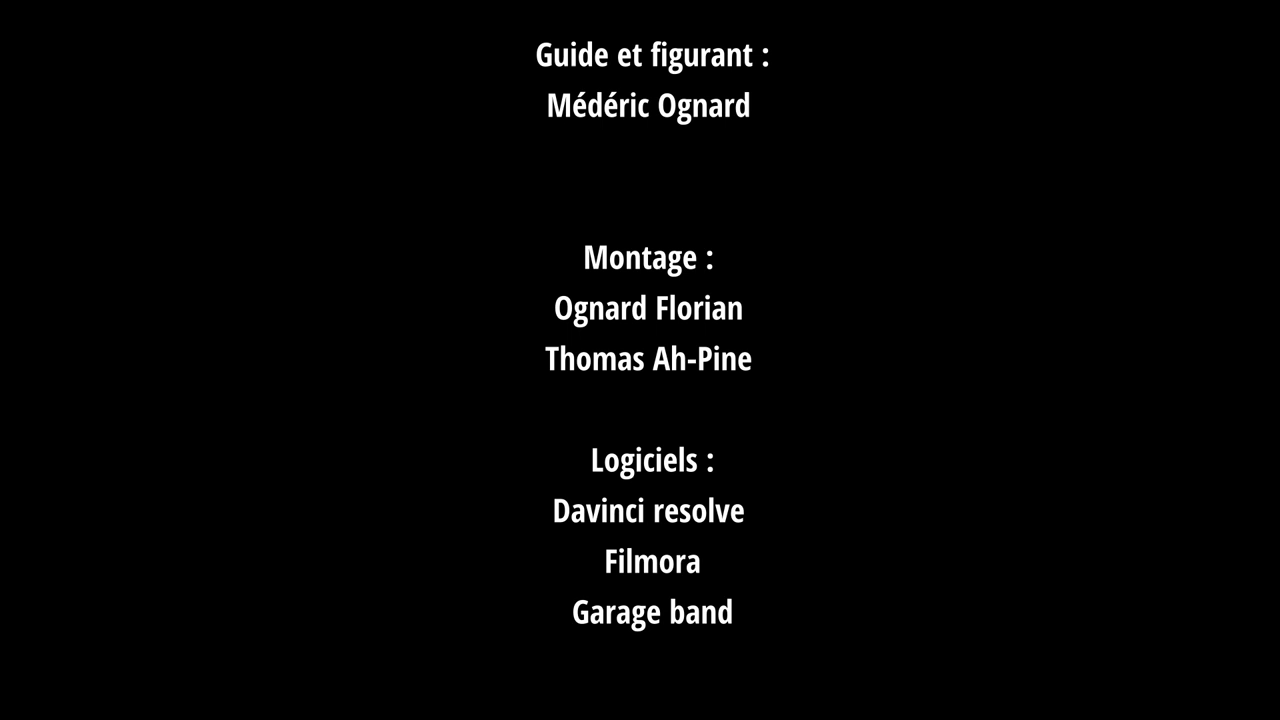 Guide et figurant :
Médéric Ognard
Montage :
Ognard Florian
Thomas Ah-Pine
Logiciels :
Davinci resolve
Filmora
Garage band